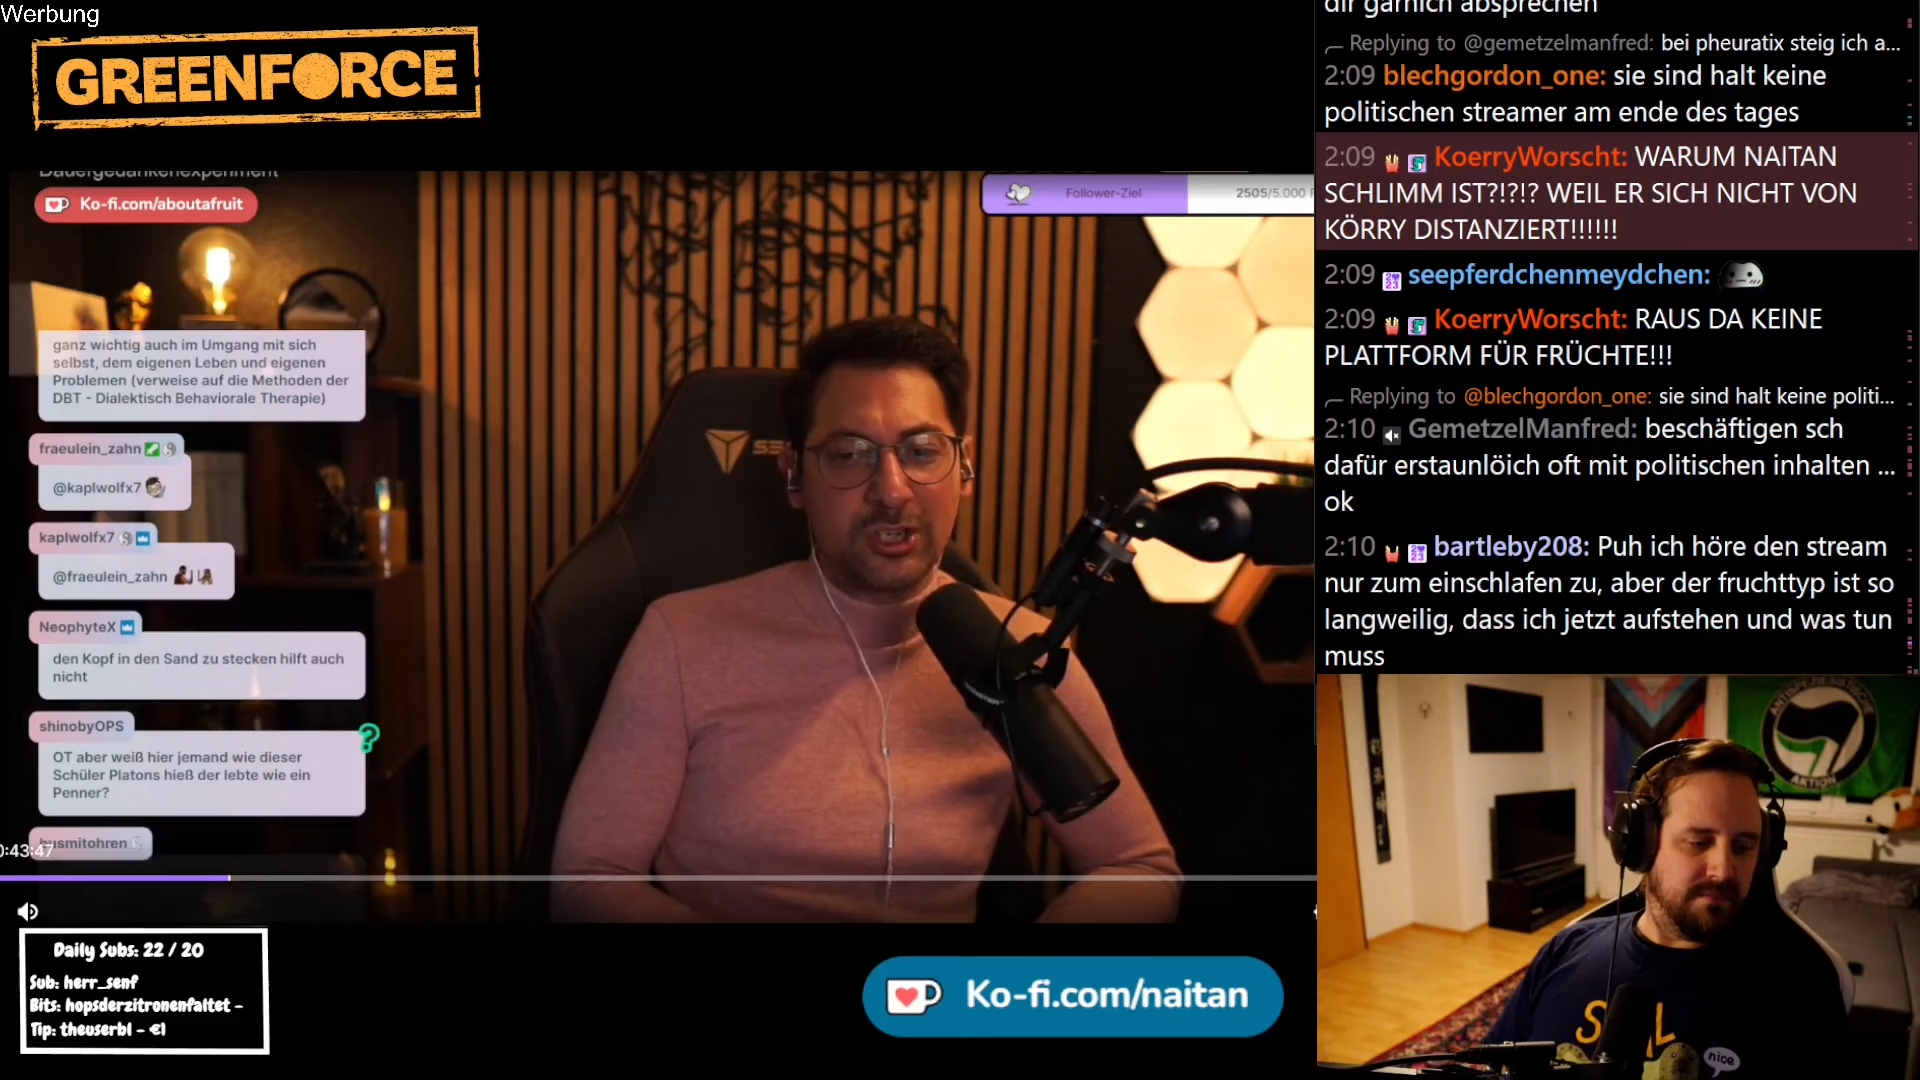 Werbung
GREENFORCE
Dauergedankenexperiment
Ko-fi.com/aboutafruit
Follower-Ziel
2505/5.000
ganz wichtig auch im Umgang mit sich
selbst, dem eigenen Leben und eigenen
Problemen (verweise auf die Methoden der
DBT - Dialektisch Behaviorale Therapie)
fraeulein_zahn
@kaplwolfx7
kaplwolfx7
@fraeulein_zahn
NeophyteX
den Kopf in den Sand zu stecken hilft auch
nicht
shinobyOPS
OT aber weiß hier jemand wie dieser
Schüler Platons hieß der lebte wie ein
Penner?
?
busmitohren
0:43:47
Daily Subs: 22 / 20
Sub: herr_senf
Bits: hopsderzitronenfaltet -
Tip: theuserbl - €1
Ko-fi.com/naitan
dir garnich absprechen
Replying to @gemetzelmanfred: bei pheuratix steig ich a...
2:09 blechgordon_one: sie sind halt keine
politischen streamer am ende des tages
2:09 KoerryWorscht: WARUM NAITAN
SCHLIMM IST?!?!? WEIL ER SICH NICHT VON
KÖRRY DISTANZIERT!!!!!!
2:09 seepferdchenmeydchen:
2:09 KoerryWorscht: RAUS DA KEINE
PLATTFORM FÜR FRÜCHTE!!!
Replying to @blechgordon_one: sie sind halt keine politi...
2:10 GemetzelManfred: beschäftigen sch
dafür erstaunlöich oft mit politischen inhalten ...
ok
2:10 bartleby208: Puh ich höre den stream
nur zum einschlafen zu, aber der fruchttyp ist so
langweilig, dass ich jetzt aufstehen und was tun
muss
AKTION
nice